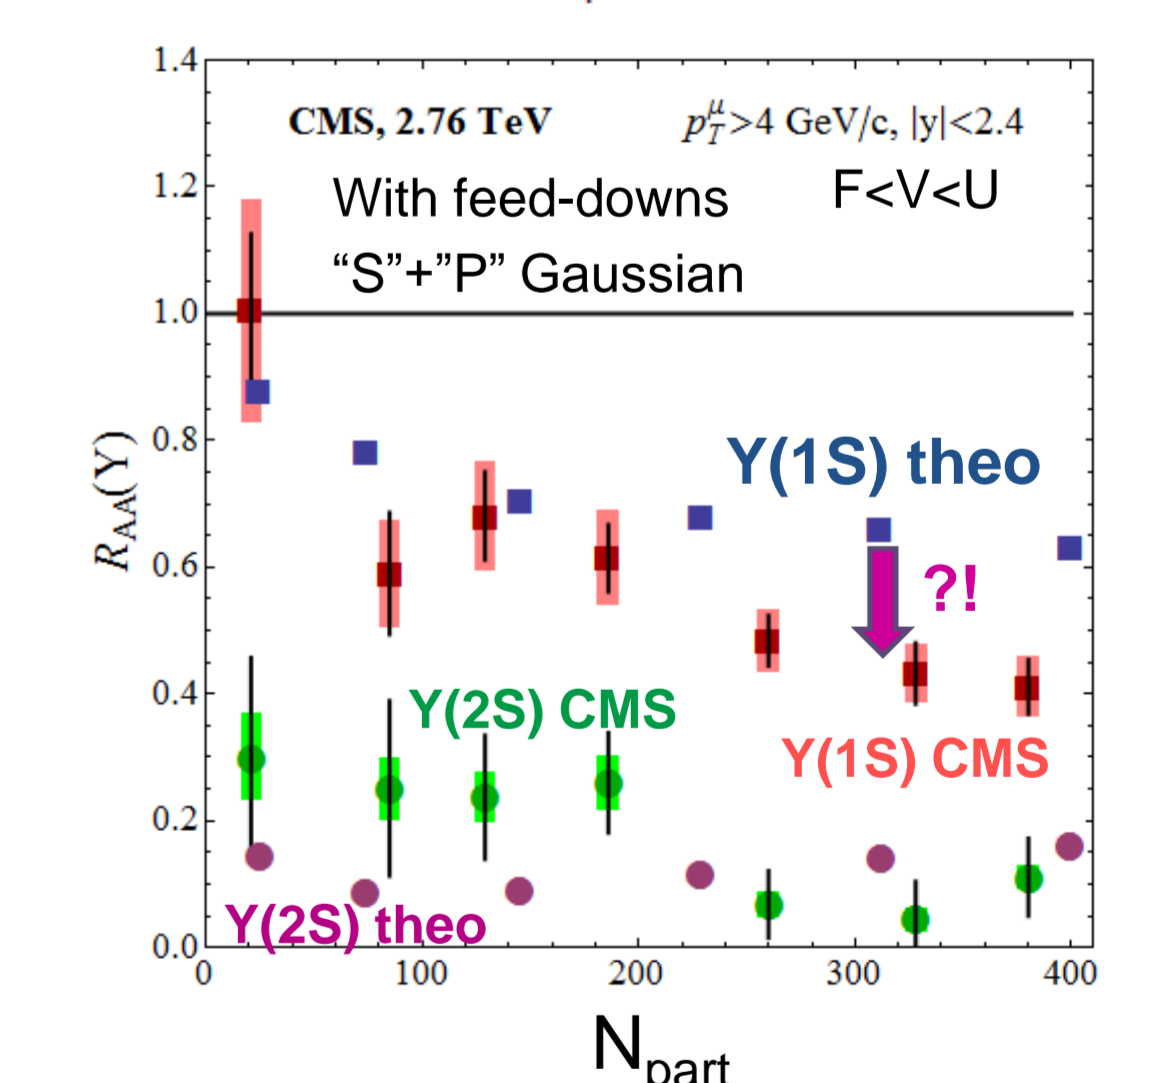 1.4
CMS, 2.76 TeV
p_T^μ>4 GeV/c, |y|<2.4
1.2
With feed-downs
F<V<U
“S”+”P” Gaussian
1.0
0.8
Y(1S) theo
R_AA(Υ)
0.6
?!
0.4
Y(2S) CMS
Y(1S) CMS
0.2
Y(2S) theo
0.0
0 100 200 300 400
N_part